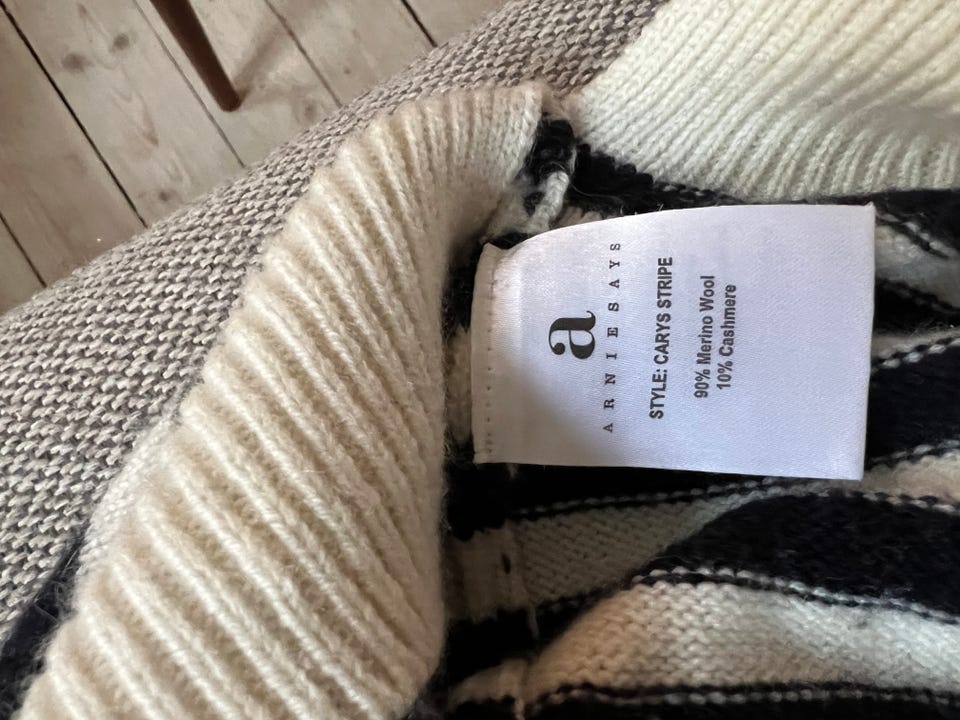 a
ARNIESAYS
STYLE: CARYS STRIPE
90% Merino Wool
10% Cashmere